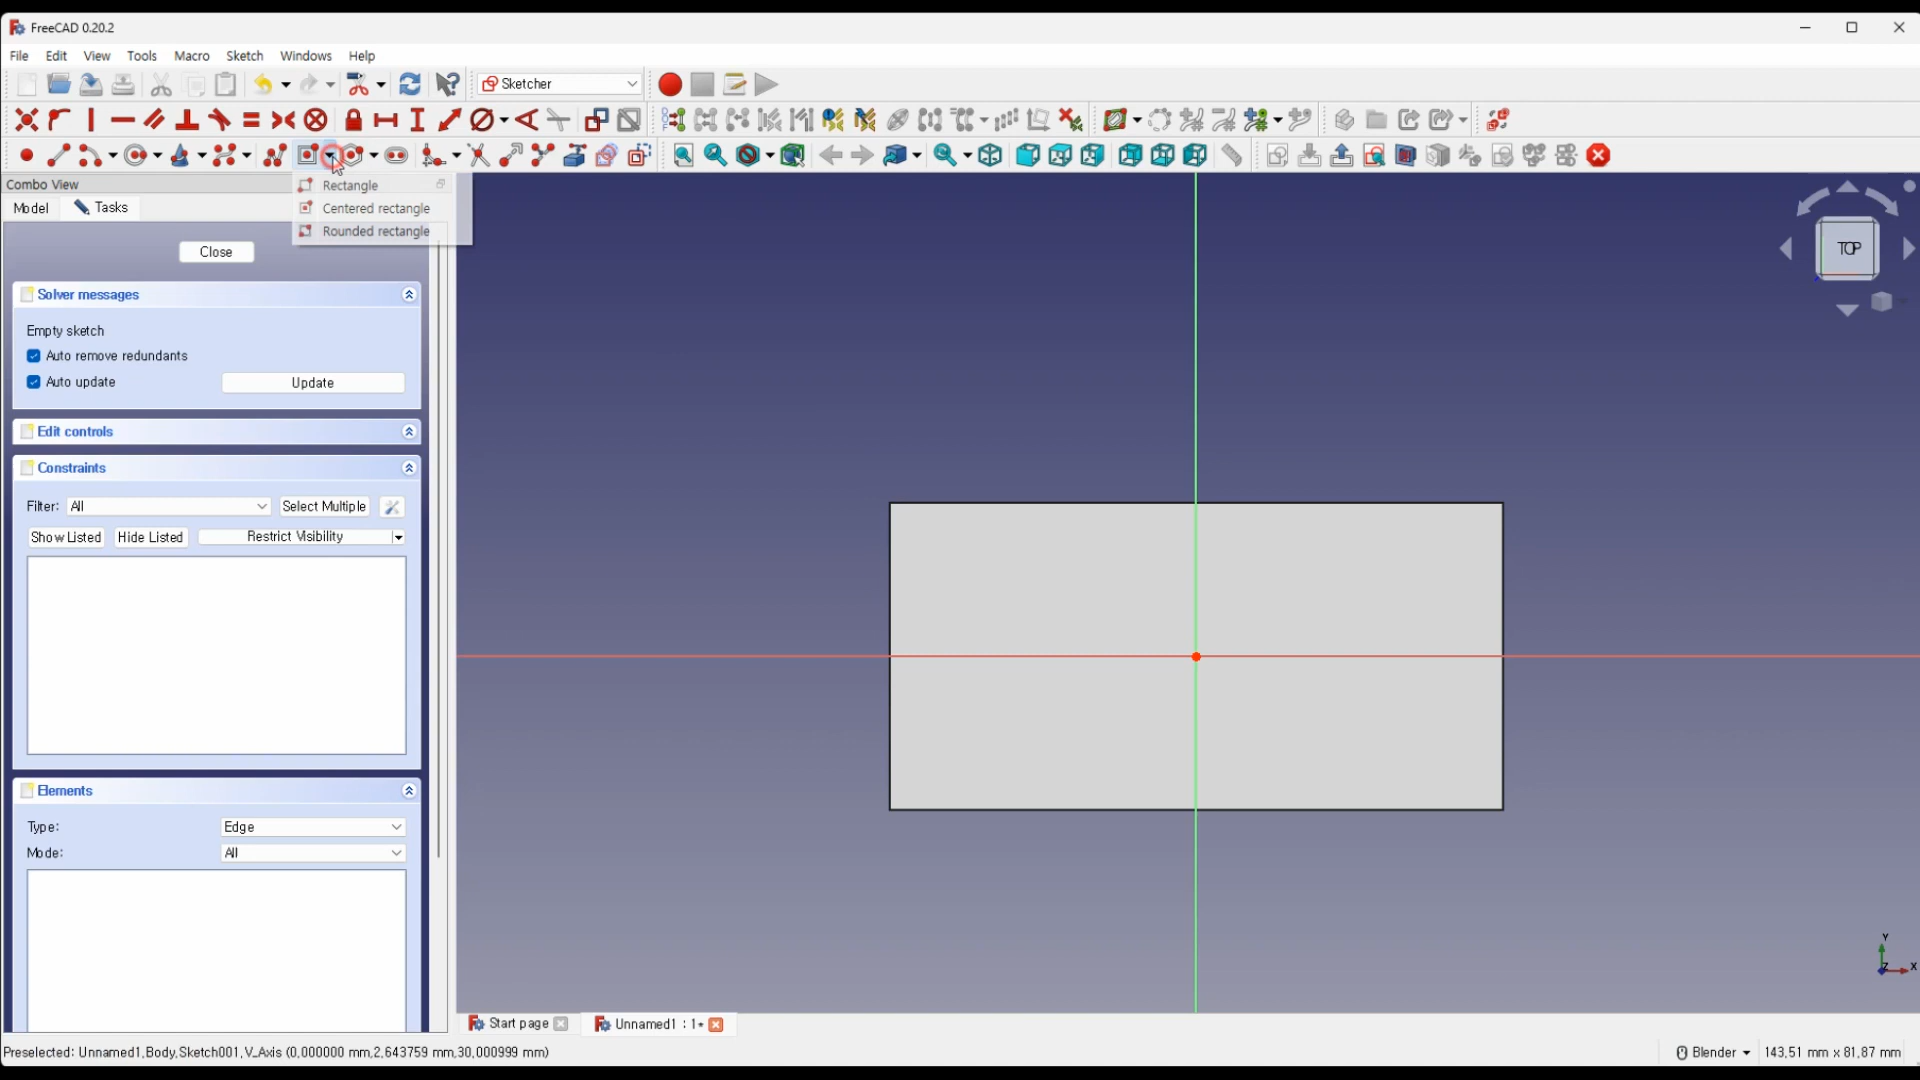 FreeCAD 0.20.2
File Edit View Tools Macro Sketch Windows Help
Sketcher
Combo View
Model Tasks
Rectangle
Centered rectangle
Rounded rectangle
Close
TOP
Solver messages
Empty sketch
Auto remove redundants
Auto update Update
Edit controls
Constraints
Filter: All Select Multiple
Show Listed Hide Listed Restrict Visibility
Elements
Type: Edge
Mode: All
Y
Z X
Start page Unnamed1 : 1*
Preselected: Unnamed1,Body,Sketch001,V_Axis (0,000000 mm,2,643759 mm,30,000999 mm)
Blender 143,51 mm x 81,87 mm